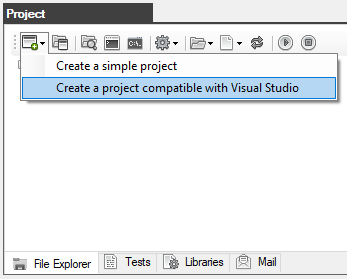 Project
C:\
Create a simple project
Create a project compatible with Visual Studio
File Explorer
Tests
Libraries
Mail